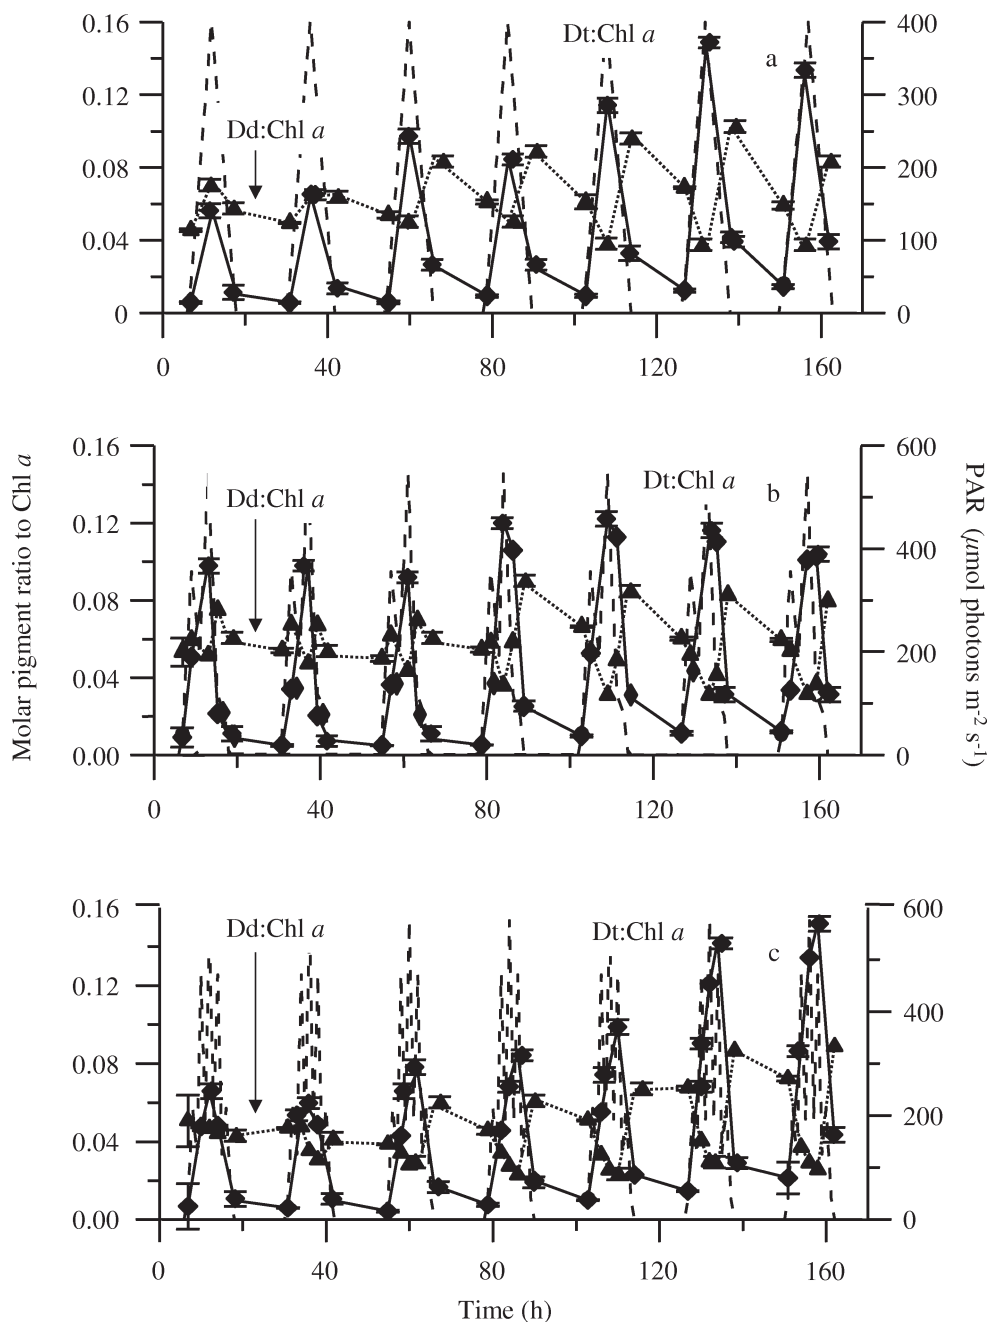 0.16
0.12
0.08
0.04
0
Dd:Chl a
Dt:Chl a
a
400
300
200
100
0
0 40 80 120 160
Molar pigment ratio to Chl a
0.16
0.12
0.08
0.04
0.00
Dd:Chl a
Dt:Chl a
b
600
400
200
0
PAR (μmol photons m-2 s-1)
0 40 80 120 160
0.16
0.12
0.08
0.04
0.00
Dd:Chl a
Dt:Chl a
c
600
400
200
0
0 40 80 120 160
Time (h)